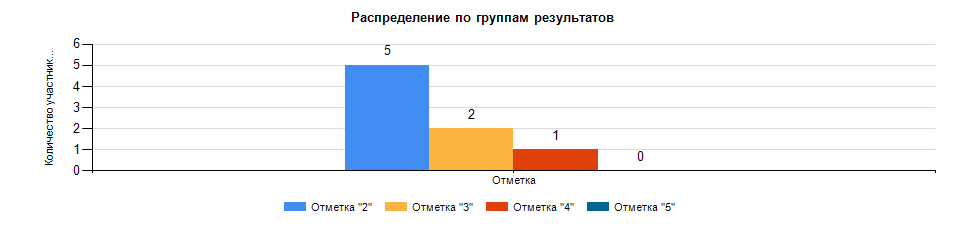 Распределение по группам результатов
Количество участник...
6
5
4
3
2
1
0
5
2
1
0
Отметка
Отметка "2" Отметка "3" Отметка "4" Отметка "5"